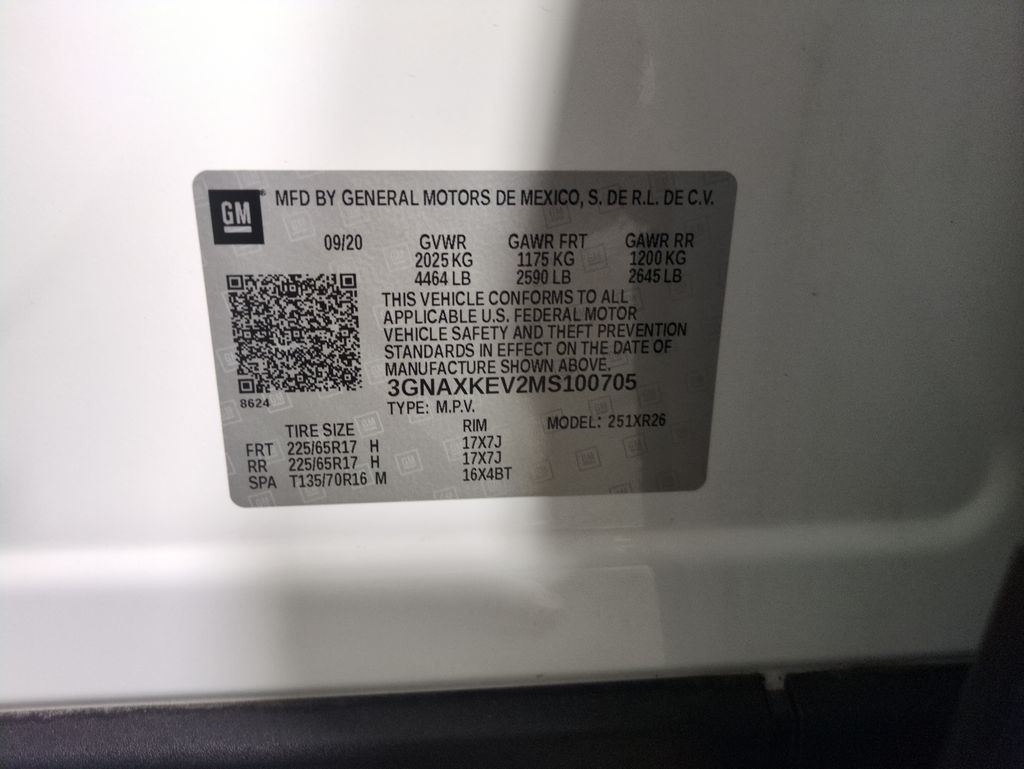 GM
MFD BY GENERAL MOTORS DE MEXICO, S. DE R.L. DE C.V.
09/20 GVWR GAWR FRT GAWR RR
2025 KG 1175 KG 1200 KG
4464 LB 2590 LB 2645 LB
THIS VEHICLE CONFORMS TO ALL
APPLICABLE U.S. FEDERAL MOTOR
VEHICLE SAFETY AND THEFT PREVENTION
STANDARDS IN EFFECT ON THE DATE OF
MANUFACTURE SHOWN ABOVE.
3GNAXKEV2MS100705
8624
TYPE: M.P.V.
TIRE SIZE RIM MODEL: 251XR26
FRT 225/65R17 H 17X7J
RR 225/65R17 H 17X7J
SPA T135/70R16 M 16X4BT